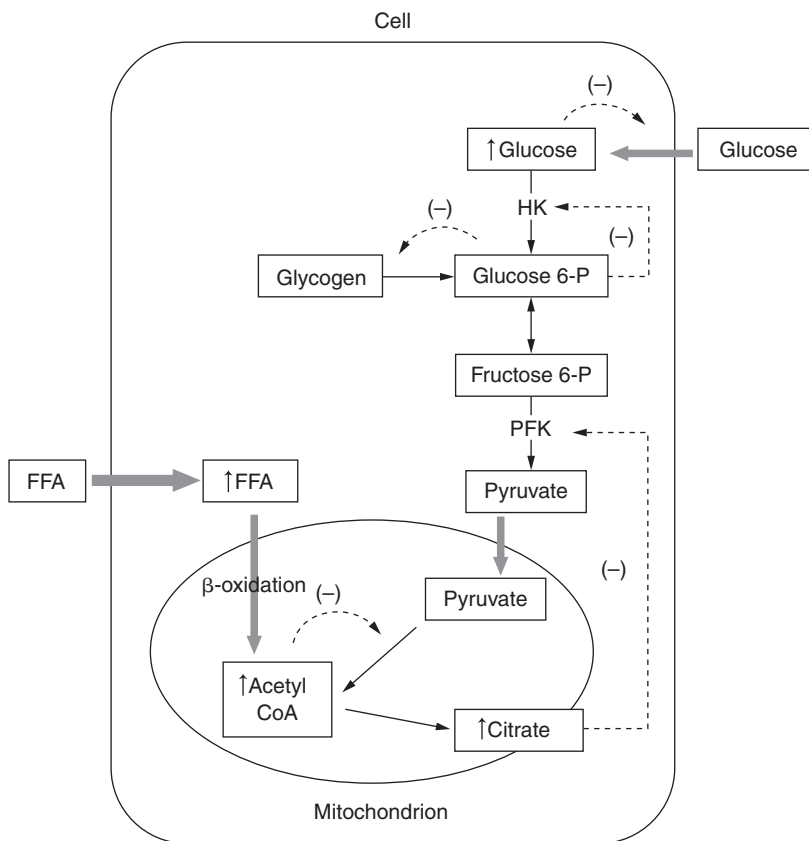 Cell
(–)
↑Glucose
Glucose
HK
(–)
(–)
Glycogen
Glucose 6-P
Fructose 6-P
PFK
FFA
↑FFA
Pyruvate
β-oxidation
(–)
(–)
Pyruvate
↑Acetyl
CoA
↑Citrate
Mitochondrion